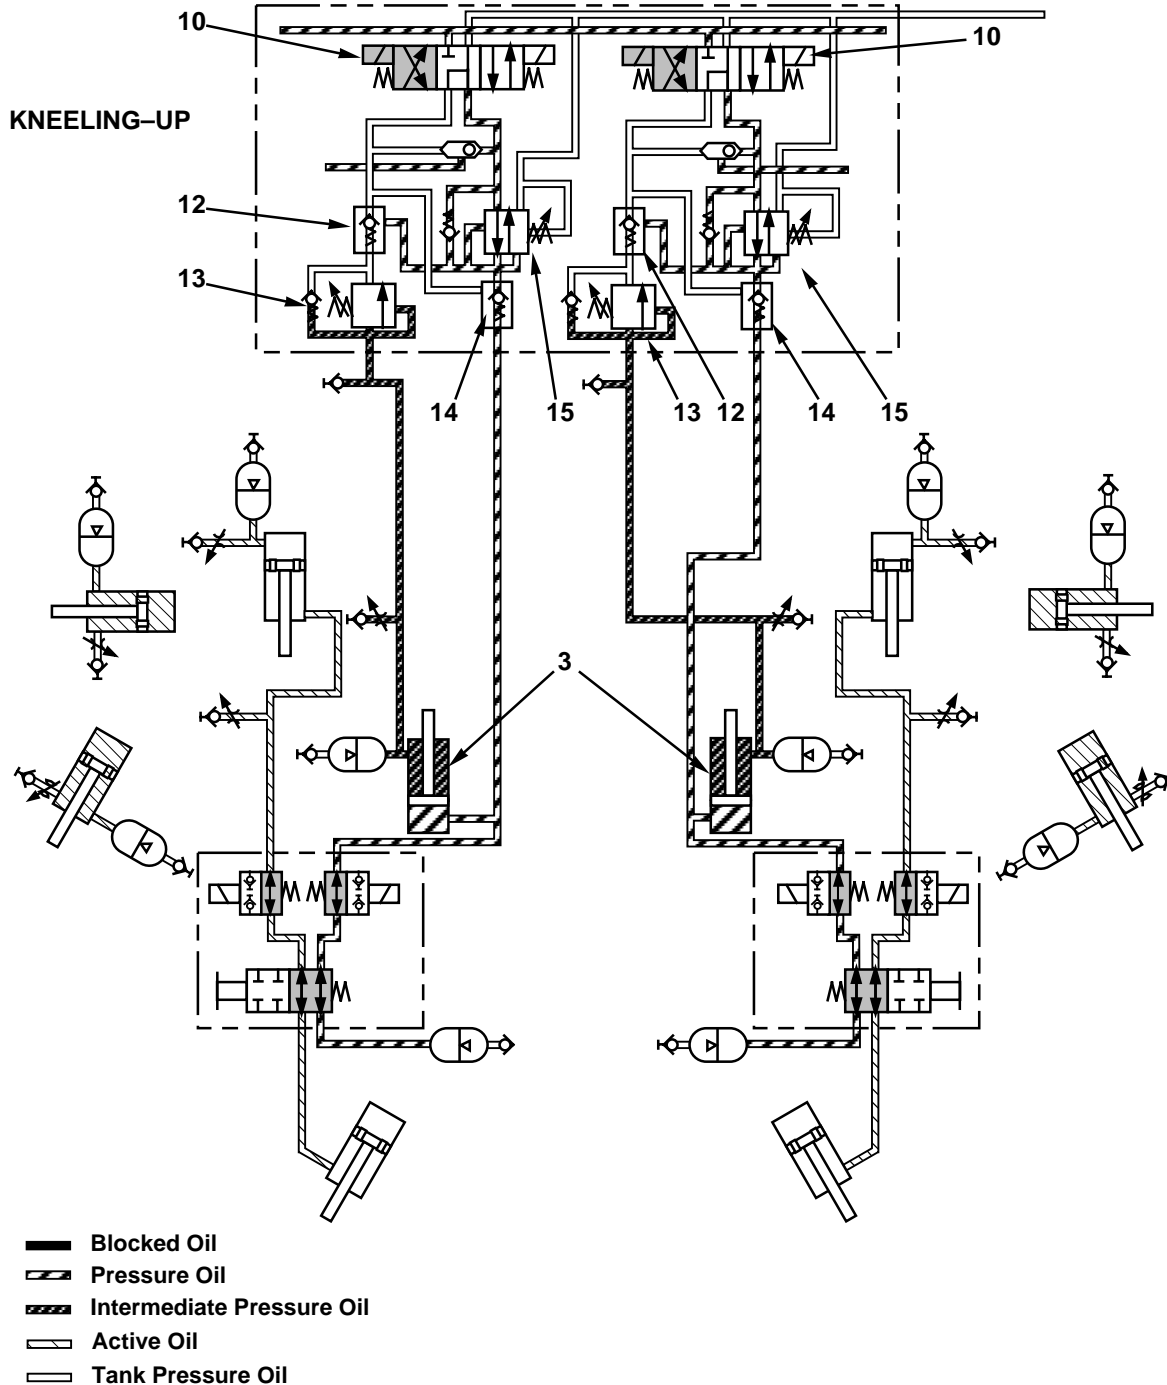 10
10
KNEELING–UP
12
13
14
15
13
12
14
15
3
Blocked Oil
Pressure Oil
Intermediate Pressure Oil
Active Oil
Tank Pressure Oil